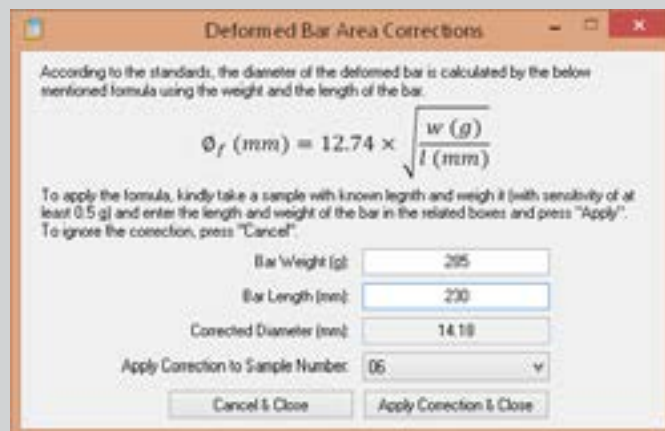 Deformed Bar Area Corrections
According to the standards, the diameter of the deformed bar is calculated by the below
mentioned formula using the weight and the length of the bar.
Ø_f (mm) = 12.74 × √(w (g) / l (mm))
To apply the formula, kindly take a sample with known legnth and weigh it (with sensitivity of at
least 0.5 g) and enter the length and weight of the bar in the related boxes and press "Apply".
To ignore the correction, press "Cancel".
Bar Weight (g): 285
Bar Length (mm): 230
Corrected Diameter (mm): 14.18
Apply Correction to Sample Number: 06
Cancel & Close Apply Correction & Close